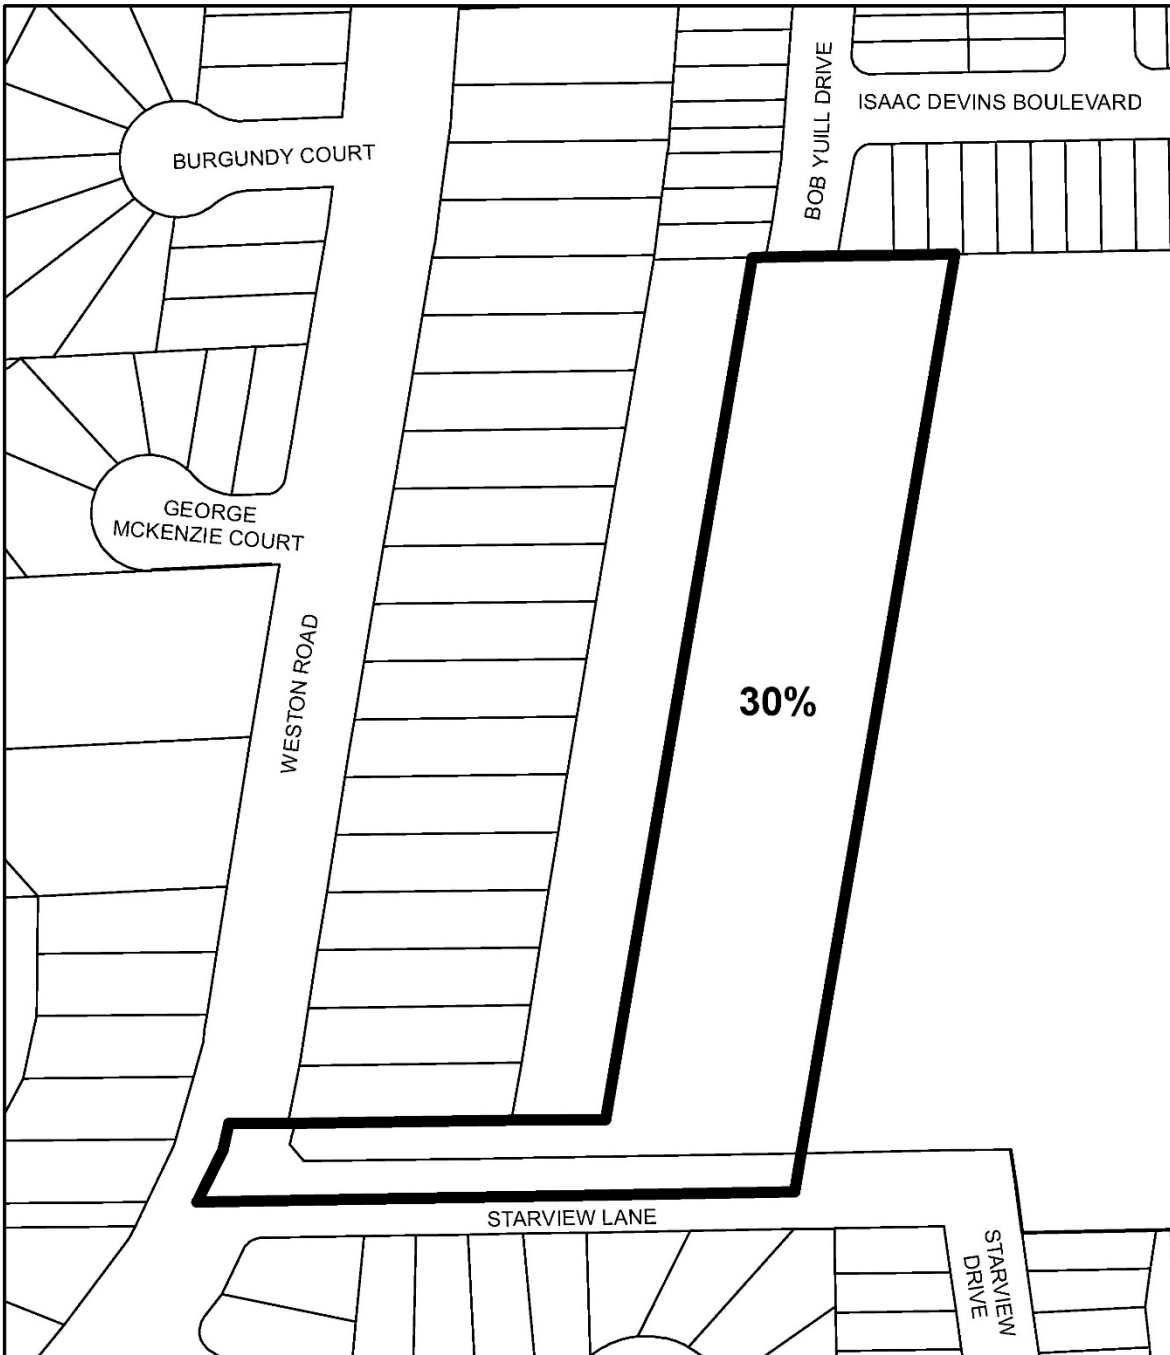 ISAAC DEVINS BOULEVARD
BOB YUILL DRIVE
BURGUNDY COURT
GEORGE
MCKENZIE COURT
WESTON ROAD
30%
STARVIEW LANE
STARVIEW
DRIVE